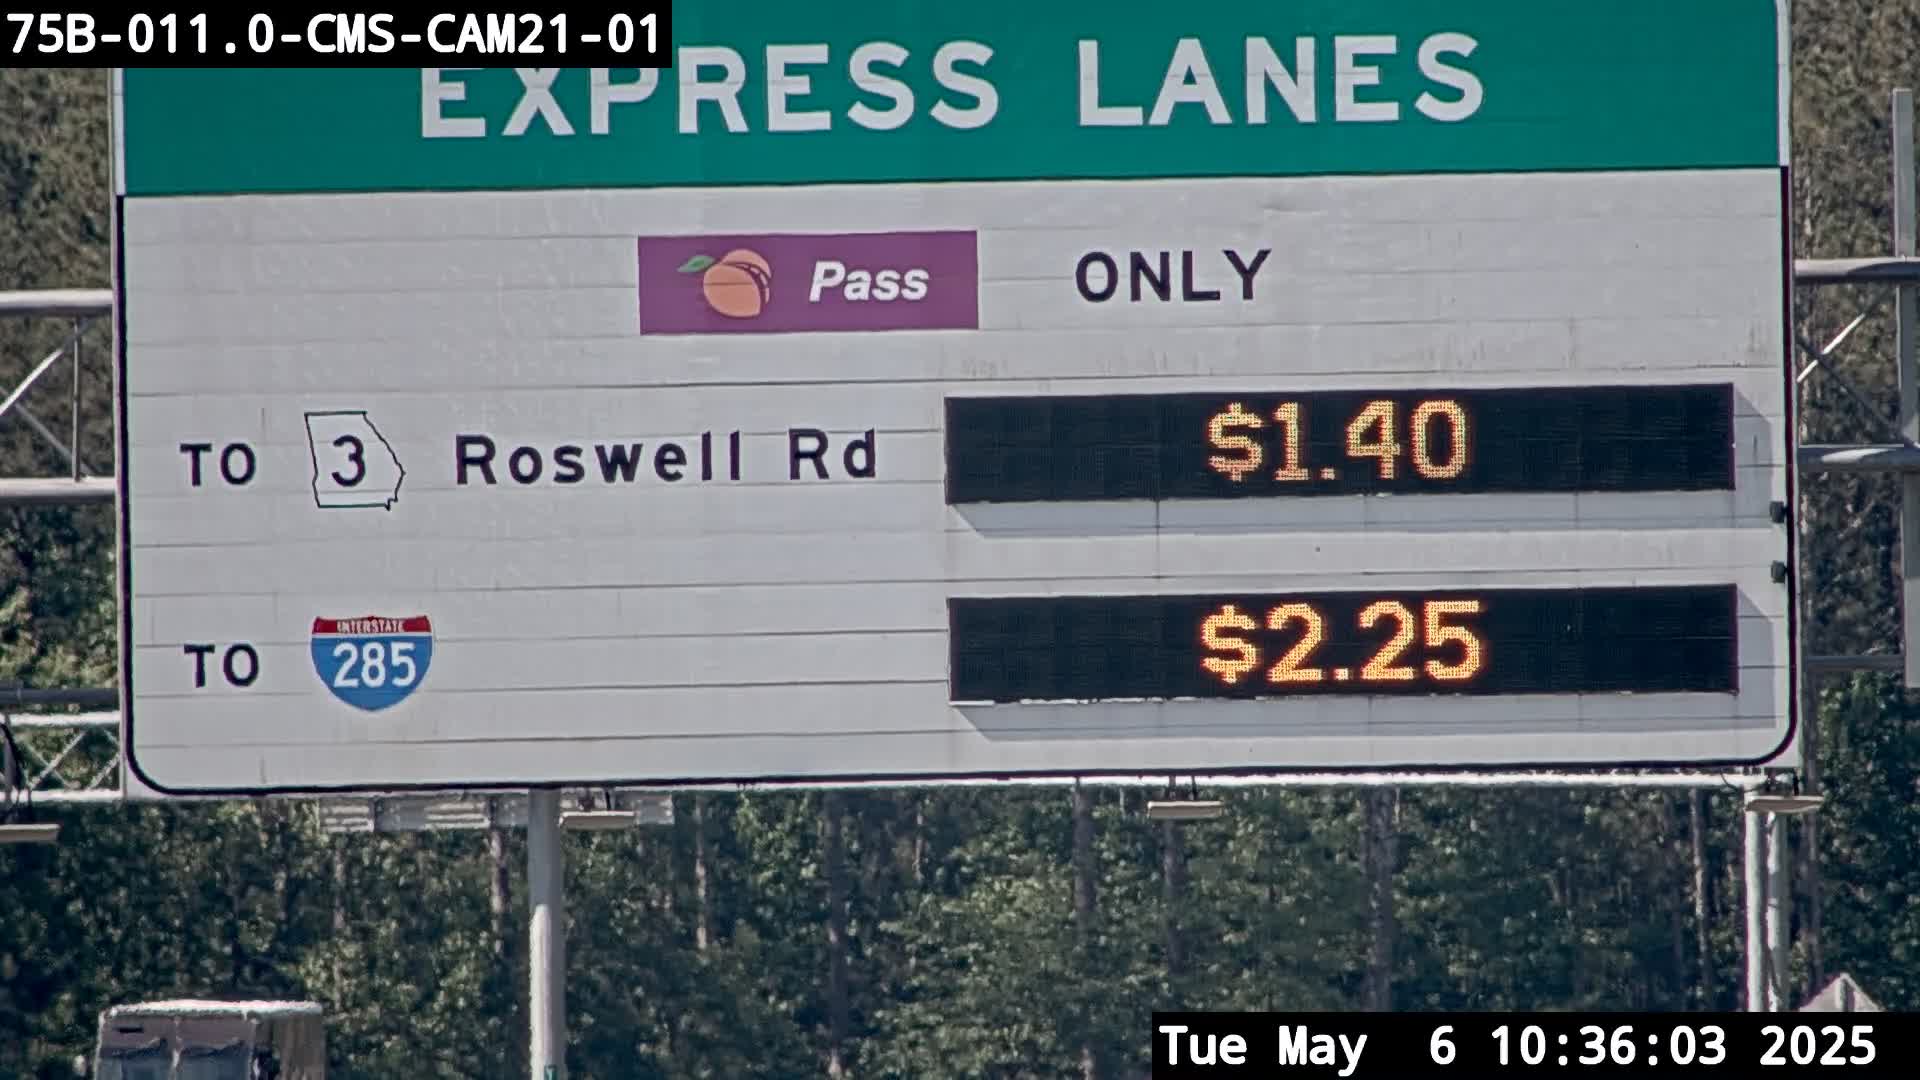 75B-011.0-CMS-CAM21-01
EXPRESS LANES
Pass ONLY
TO 3 Roswell Rd $1.40
INTERSTATE
TO 285 $2.25
Tue May 6 10:36:03 2025